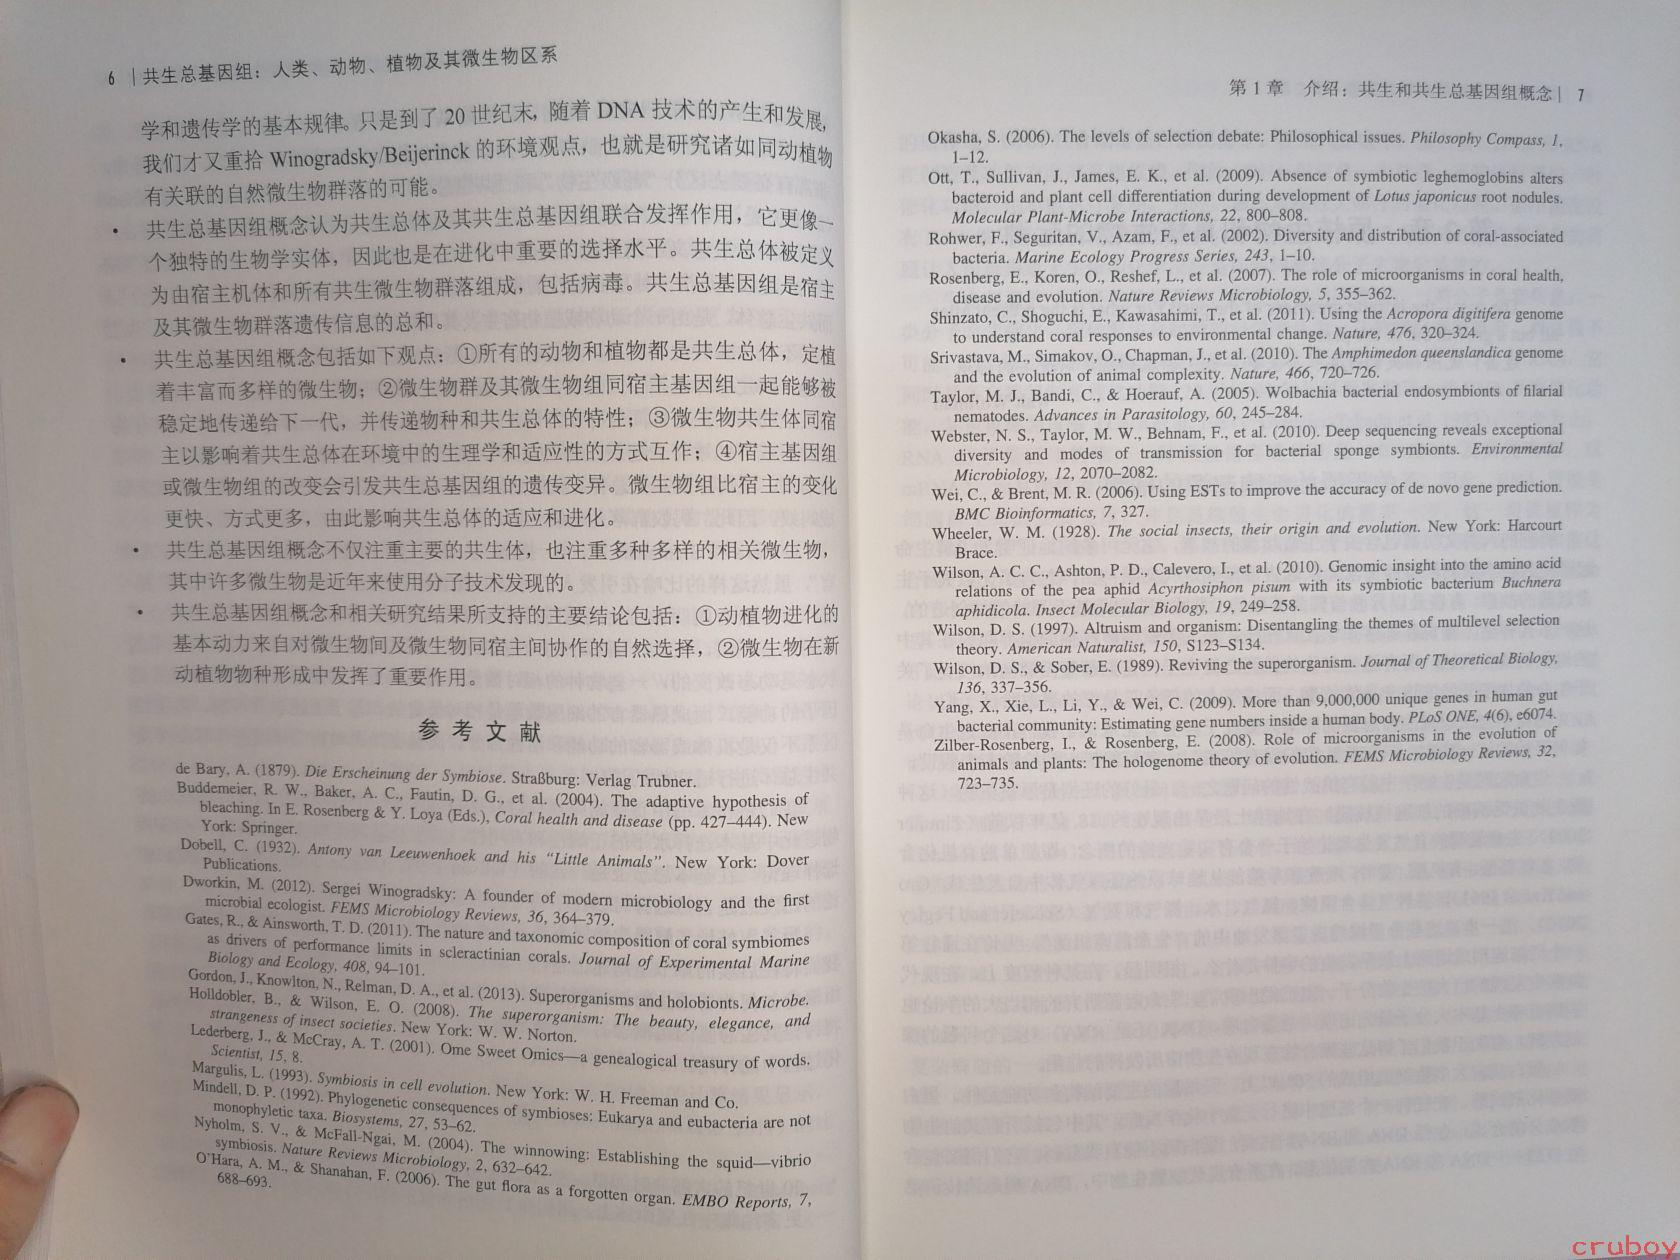 6 | 共生总基因组：人类、动物、植物及其微生物区系
学和遗传学的基本规律。只是到了 20 世纪末，随着 DNA 技术的产生和发展，
我们才又重拾 Winogradsky/Beijerinck 的环境观点，也就是研究诸如同动植物
有关联的自然微生物群落的可能。
• 共生总基因组概念认为共生总体及其共生总基因组联合发挥作用，它更像一
个独特的生物学实体，因此也是在进化中重要的选择水平。共生总体被定义
为由宿主机体和所有共生微生物群落组成，包括病毒。共生总基因组是宿主
及其微生物群落遗传信息的总和。
• 共生总基因组概念包括如下观点：①所有的动物和植物都是共生总体，定植
着丰富而多样的微生物；②微生物群及其微生物组同宿主基因组一起能够被
稳定地传递给下一代，并传递物种和共生总体的特性；③微生物共生体同宿
主以影响着共生总体在环境中的生理学和适应性的方式互作；④宿主基因组
或微生物组的改变会引发共生总基因组的遗传变异。微生物组比宿主的变化
更快、方式更多，由此影响共生总体的适应和进化。
• 共生总基因组概念不仅注重主要的共生体，也注重多种多样的相关微生物，
其中许多微生物是近年来使用分子技术发现的。
• 共生总基因组概念和相关研究结果所支持的主要结论包括：①动植物进化的
基本动力来自对微生物间及微生物同宿主间协作的自然选择，②微生物在新
动植物物种形成中发挥了重要作用。
参考文献
de Bary, A. (1879). Die Erscheinung der Symbiose. Straßburg: Verlag Trubner.
Buddemeier, R. W., Baker, A. C., Fautin, D. G., et al. (2004). The adaptive hypothesis of
bleaching. In E. Rosenberg & Y. Loya (Eds.), Coral health and disease (pp. 427–444). New
York: Springer.
Dobell, C. (1932). Antony van Leeuwenhoek and his “Little Animals”. New York: Dover
Publications.
Dworkin, M. (2012). Sergei Winogradsky: A founder of modern microbiology and the first
microbial ecologist. FEMS Microbiology Reviews, 36, 364–379.
Gates, R., & Ainsworth, T. D. (2011). The nature and taxonomic composition of coral symbiomes
as drivers of performance limits in scleractinian corals. Journal of Experimental Marine
Biology and Ecology, 408, 94–101.
Gordon, J., Knowlton, N., Relman, D. A., et al. (2013). Superorganisms and holobionts. Microbe.
Holldobler, B., & Wilson, E. O. (2008). The superorganism: The beauty, elegance, and
strangeness of insect societies. New York: W. W. Norton.
Lederberg, J., & McCray, A. T. (2001). Ome Sweet Omics—a genealogical treasury of words.
Scientist, 15, 8.
Margulis, L. (1993). Symbiosis in cell evolution. New York: W. H. Freeman and Co.
Mindell, D. P. (1992). Phylogenetic consequences of symbioses: Eukarya and eubacteria are not
monophyletic taxa. Biosystems, 27, 53–62.
Nyholm, S. V., & McFall-Ngai, M. (2004). The winnowing: Establishing the squid—vibrio
symbiosis. Nature Reviews Microbiology, 2, 632–642.
O’Hara, A. M., & Shanahan, F. (2006). The gut flora as a forgotten organ. EMBO Reports, 7,
688–693.
第 1 章 介绍：共生和共生总基因组概念 | 7
Okasha, S. (2006). The levels of selection debate: Philosophical issues. Philosophy Compass, 1,
1–12.
Ott, T., Sullivan, J., James, E. K., et al. (2009). Absence of symbiotic leghemoglobins alters
bacteroid and plant cell differentiation during development of Lotus japonicus root nodules.
Molecular Plant-Microbe Interactions, 22, 800–808.
Rohwer, F., Seguritan, V., Azam, F., et al. (2002). Diversity and distribution of coral-associated
bacteria. Marine Ecology Progress Series, 243, 1–10.
Rosenberg, E., Koren, O., Reshef, L., et al. (2007). The role of microorganisms in coral health,
disease and evolution. Nature Reviews Microbiology, 5, 355–362.
Shinzato, C., Shoguchi, E., Kawasahimi, T., et al. (2011). Using the Acropora digitifera genome
to understand coral responses to environmental change. Nature, 476, 320–324.
Srivastava, M., Simakov, O., Chapman, J., et al. (2010). The Amphimedon queenslandica genome
and the evolution of animal complexity. Nature, 466, 720–726.
Taylor, M. J., Bandi, C., & Hoerauf, A. (2005). Wolbachia bacterial endosymbionts of filarial
nematodes. Advances in Parasitology, 60, 245–284.
Webster, N. S., Taylor, M. W., Behnam, F., et al. (2010). Deep sequencing reveals exceptional
diversity and modes of transmission for bacterial sponge symbionts. Environmental
Microbiology, 12, 2070–2082.
Wei, C., & Brent, M. R. (2006). Using ESTs to improve the accuracy of de novo gene prediction.
BMC Bioinformatics, 7, 327.
Wheeler, W. M. (1928). The social insects, their origin and evolution. New York: Harcourt
Brace.
Wilson, A. C. C., Ashton, P. D., Calevero, I., et al. (2010). Genomic insight into the amino acid
relations of the pea aphid Acyrthosiphon pisum with its symbiotic bacterium Buchnera
aphidicola. Insect Molecular Biology, 19, 249–258.
Wilson, D. S. (1997). Altruism and organism: Disentangling the themes of multilevel selection
theory. American Naturalist, 150, S123–S134.
Wilson, D. S., & Sober, E. (1989). Reviving the superorganism. Journal of Theoretical Biology,
136, 337–356.
Yang, X., Xie, L., Li, Y., & Wei, C. (2009). More than 9,000,000 unique genes in human gut
bacterial community: Estimating gene numbers inside a human body. PLoS ONE, 4(6), e6074.
Zilber-Rosenberg, I., & Rosenberg, E. (2008). Role of microorganisms in the evolution of
animals and plants: The hologenome theory of evolution. FEMS Microbiology Reviews, 32,
723–735.
cruboy